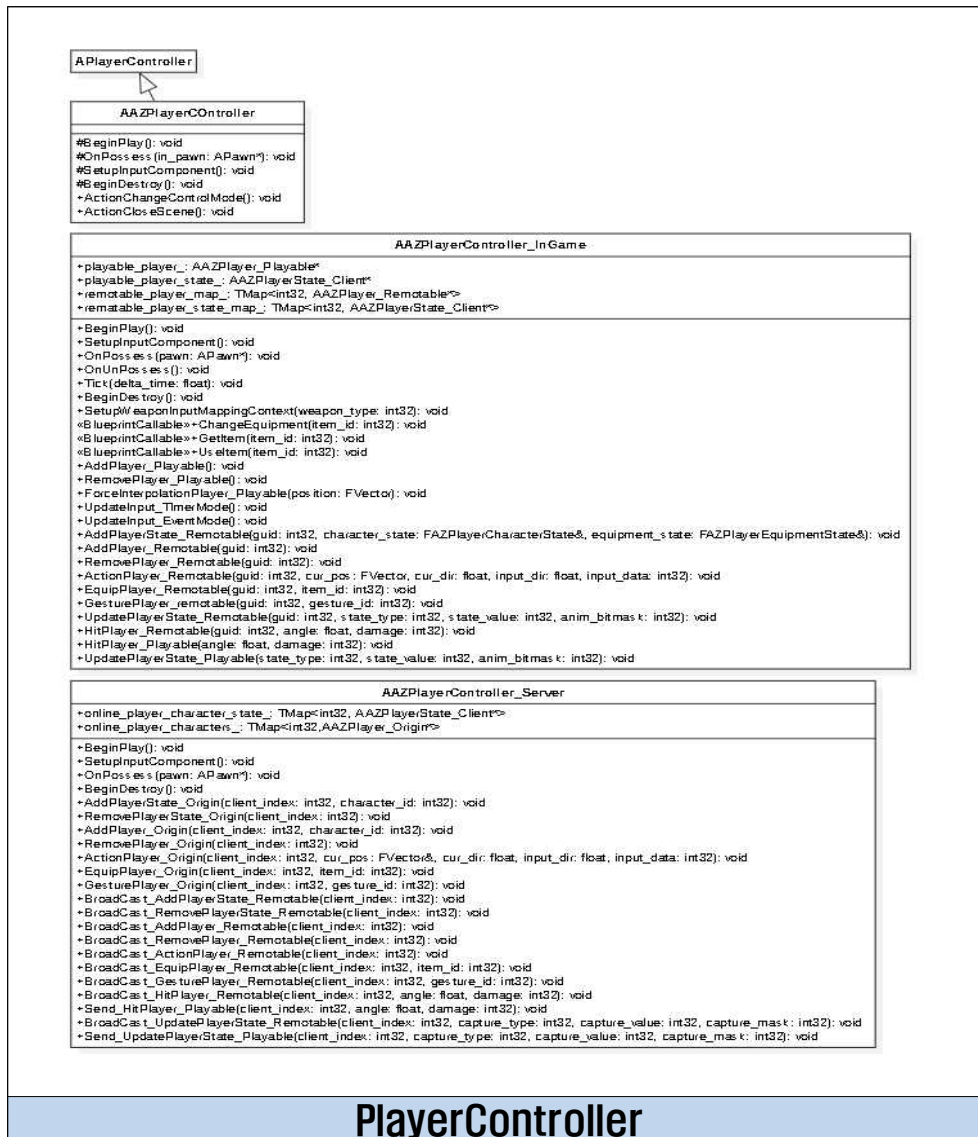 APlayerController
AAZPlayerCOntroller
#BeginPlay(): void
#OnPossess(in_pawn: APawn*): void
#SetupInputComponent(): void
#BeginDestroy(): void
+ActionChangeControlMode(): void
+ActionCloseScene(): void
AAZPlayerController_InGame
+playable_player_: AAZPlayer_Playable*
+playable_player_state_: AAZPlayerState_Client*
+remotable_player_map_: TMap<int32, AAZPlayer_Remotable*>
+rematable_player_state_map_: TMap<int32, AAZPlayerState_Client*>
+BeginPlay(): void
+SetupInputComponent(): void
+OnPossess(pawn: APawn*): void
+OnUnPossess(): void
+Tick(delta_time: float): void
+BeginDestroy(): void
+SetupWeaponInputMappingContext(weapon_type: int32): void
«BlueprintCallable»+ChangeEquipment(item_id: int32): void
«BlueprintCallable»+GetItem(item_id: int32): void
«BlueprintCallable»+UseItem(item_id: int32): void
+AddPlayer_Playable(): void
+RemovePlayer_Playable(): void
+ForceInterpolationPlayer_Playable(position: FVector): void
+UpdateInput_TImerMode(): void
+UpdateInput_EventMode(): void
+AddPlayerState_Remotable(guid: int32, character_state: FAZPlayerCharacterState&, equipment_state: FAZPlayerEquipmentState&): void
+AddPlayer_Remotable(guid: int32): void
+RemovePlayer_Remotable(guid: int32): void
+ActionPlayer_Remotable(guid: int32, cur_pos: FVector, cur_dir: float, input_dir: float, input_data: int32): void
+EquipPlayer_Remotable(guid: int32, item_id: int32): void
+GesturePlayer_remotable(guid: int32, gesture_id: int32): void
+UpdatePlayerState_Remotable(guid: int32, state_type: int32, state_value: int32, anim_bitmask: int32): void
+HitPlayer_Remotable(guid: int32, angle: float, damage: int32): void
+HitPlayer_Playable(angle: float, damage: int32): void
+UpdatePlayerState_Playable(state_type: int32, state_value: int32, anim_bitmask: int32): void
AAZPlayerController_Server
+online_player_character_state_: TMap<int32, AAZPlayerState_Client*>
+online_player_characters_: TMap<int32,AAZPlayer_Origin*>
+BeginPlay(): void
+SetupInputComponent(): void
+OnPossess(pawn: APawn*): void
+BeginDestroy(): void
+AddPlayerState_Origin(client_index: int32, character_id: int32): void
+RemovePlayerState_Origin(client_index: int32): void
+AddPlayer_Origin(client_index: int32, character_id: int32): void
+RemovePlayer_Origin(client_index: int32): void
+ActionPlayer_Origin(client_index: int32, cur_pos: FVector&, cur_dir: float, input_dir: float, input_data: int32): void
+EquipPlayer_Origin(client_index: int32, item_id: int32): void
+GesturePlayer_Origin(client_index: int32, gesture_id: int32): void
+BroadCast_AddPlayerState_Remotable(client_index: int32): void
+BroadCast_RemovePlayerState_Remotable(client_index: int32): void
+BroadCast_AddPlayer_Remotable(client_index: int32): void
+BroadCast_RemovePlayer_Remotable(client_index: int32): void
+BroadCast_ActionPlayer_Remotable(client_index: int32): void
+BroadCast_EquipPlayer_Remotable(client_index: int32, item_id: int32): void
+BroadCast_GesturePlayer_Remotable(client_index: int32, gesture_id: int32): void
+BroadCast_HitPlayer_Remotable(client_index: int32, angle: float, damage: int32): void
+Send_HitPlayer_Playable(client_index: int32, angle: float, damage: int32): void
+BroadCast_UpdatePlayerState_Remotable(client_index: int32, capture_type: int32, capture_value: int32, capture_mask: int32): void
+Send_UpdatePlayerState_Playable(client_index: int32, capture_type: int32, capture_value: int32, capture_mask: int32): void
PlayerController